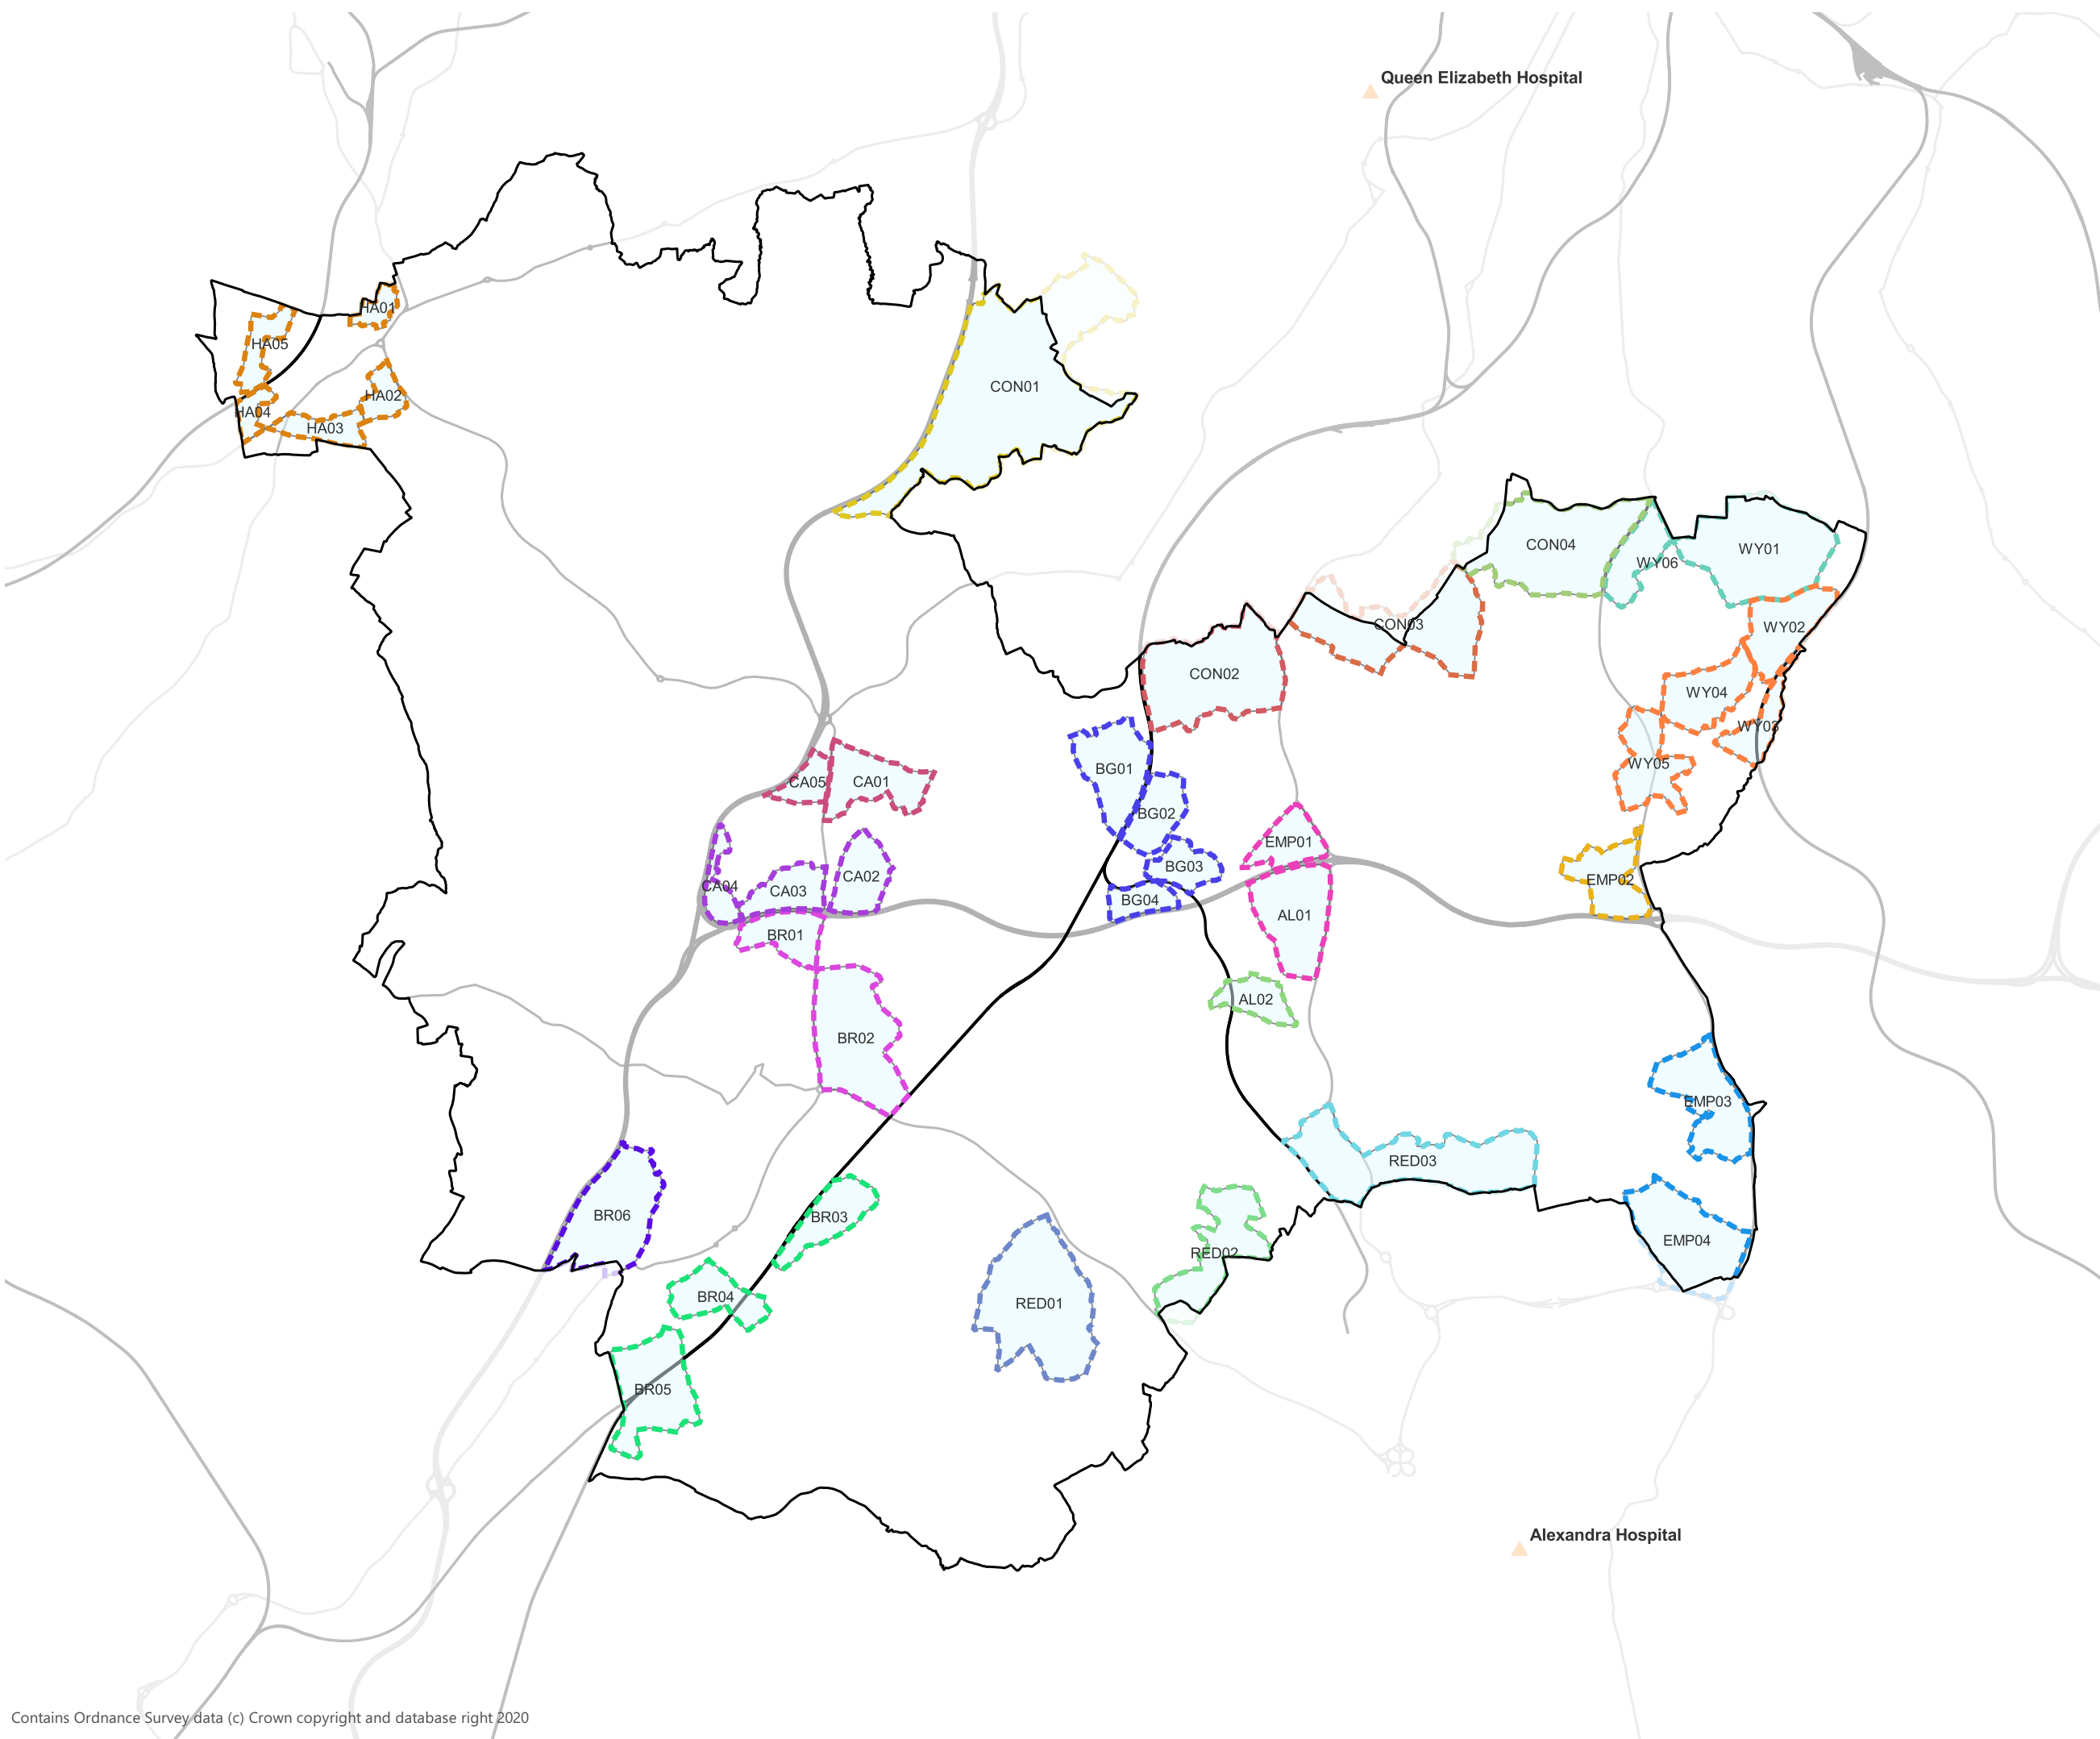 Queen Elizabeth Hospital
HA01
HA05
CON01
HA02
HA04
HA03
CON04
WY01
WY06
CON03
WY02
CON02
WY04
WY03
WY05
BG01
CA05
CA01
BG02
EMP01
BG03
CA02
EMP02
CA04
CA03
BG04
AL01
BR01
AL02
BR02
EMP03
RED03
BR06
BR03
EMP04
RED02
BR04
RED01
BR05
Alexandra Hospital
Contains Ordnance Survey data (c) Crown copyright and database right 2020